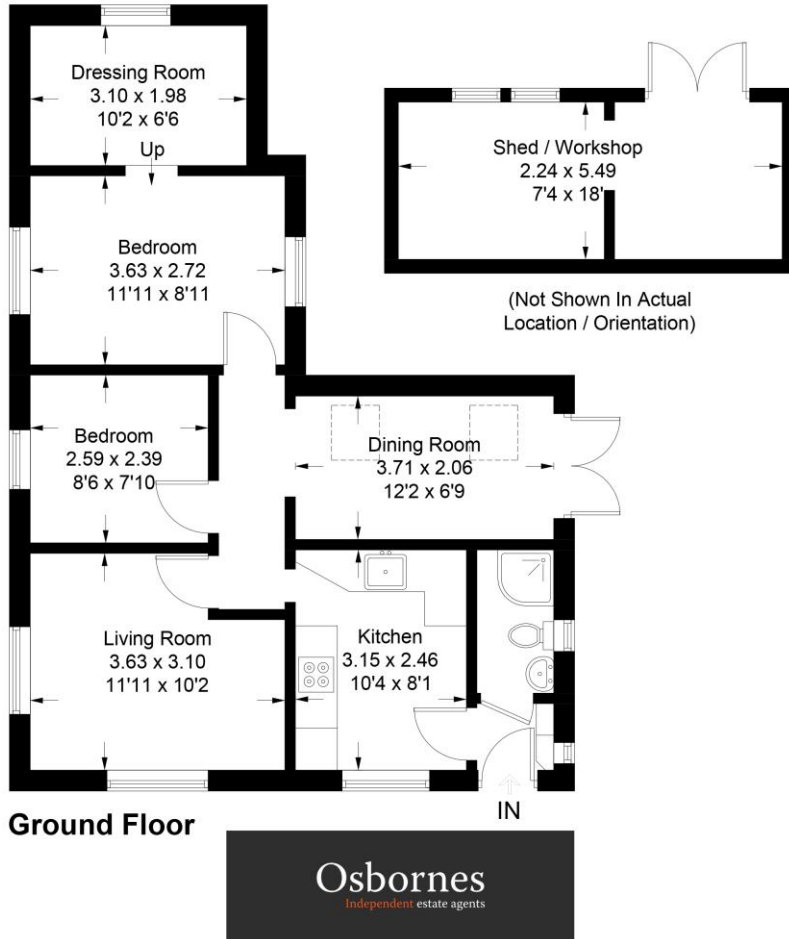 Dressing Room
3.10 x 1.98
10'2 x 6'6
Up
Bedroom
3.63 x 2.72
11'11 x 8'11
Shed / Workshop
2.24 x 5.49
7'4 x 18'
(Not Shown In Actual
Location / Orientation)
Bedroom
2.59 x 2.39
8'6 x 7'10
Dining Room
3.71 x 2.06
12'2 x 6'9
Living Room
3.63 x 3.10
11'11 x 10'2
Kitchen
3.15 x 2.46
10'4 x 8'1
IN
Ground Floor
Osbornes
Independent estate agents